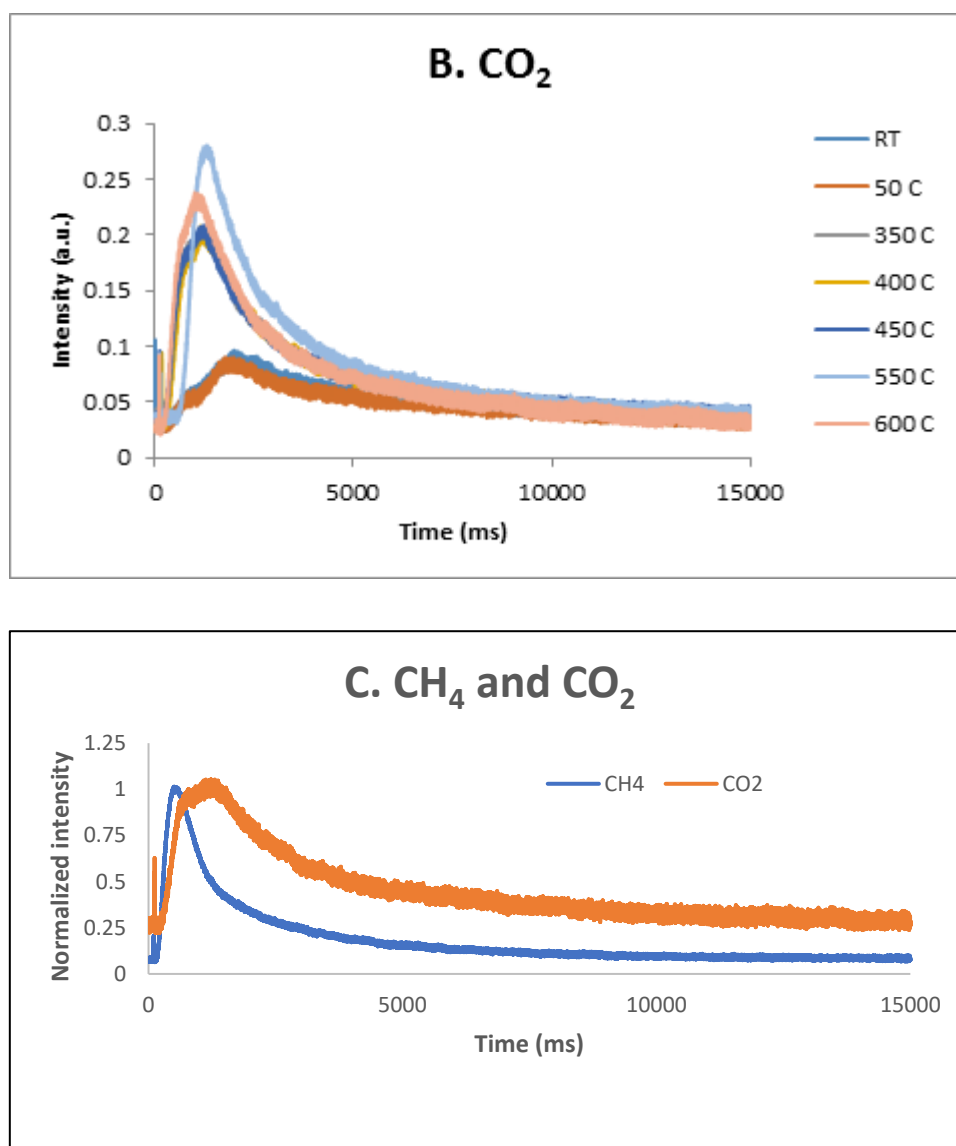 B. CO₂
0.3
0.25
0.2
0.15
0.1
0.05
0
Intensity (a.u.)
0 5000 10000 15000
Time (ms)
RT
50 C
350 C
400 C
450 C
550 C
600 C
C. CH₄ and CO₂
1.25
1
0.75
0.5
0.25
0
Normalized intensity
CH4 CO2
0 5000 10000 15000
Time (ms)